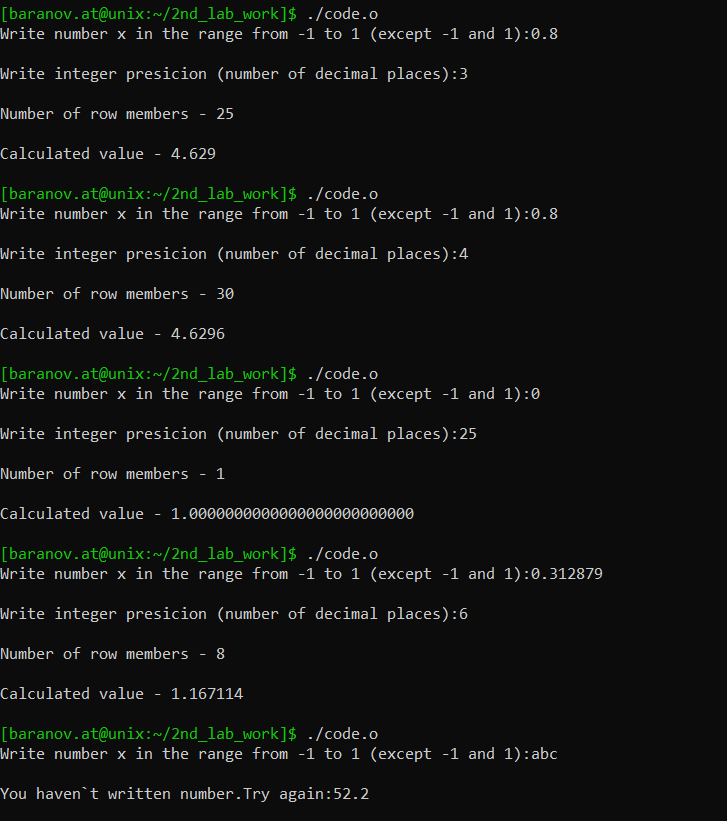 [baranov.at@unix:~/2nd_lab_work]$ ./code.o
Write number x in the range from -1 to 1 (except -1 and 1):0.8
Write integer presicion (number of decimal places):3
Number of row members - 25
Calculated value - 4.629
[baranov.at@unix:~/2nd_lab_work]$ ./code.o
Write number x in the range from -1 to 1 (except -1 and 1):0.8
Write integer presicion (number of decimal places):4
Number of row members - 30
Calculated value - 4.6296
[baranov.at@unix:~/2nd_lab_work]$ ./code.o
Write number x in the range from -1 to 1 (except -1 and 1):0
Write integer presicion (number of decimal places):25
Number of row members - 1
Calculated value - 1.0000000000000000000000000
[baranov.at@unix:~/2nd_lab_work]$ ./code.o
Write number x in the range from -1 to 1 (except -1 and 1):0.312879
Write integer presicion (number of decimal places):6
Number of row members - 8
Calculated value - 1.167114
[baranov.at@unix:~/2nd_lab_work]$ ./code.o
Write number x in the range from -1 to 1 (except -1 and 1):abc
You haven`t written number.Try again:52.2